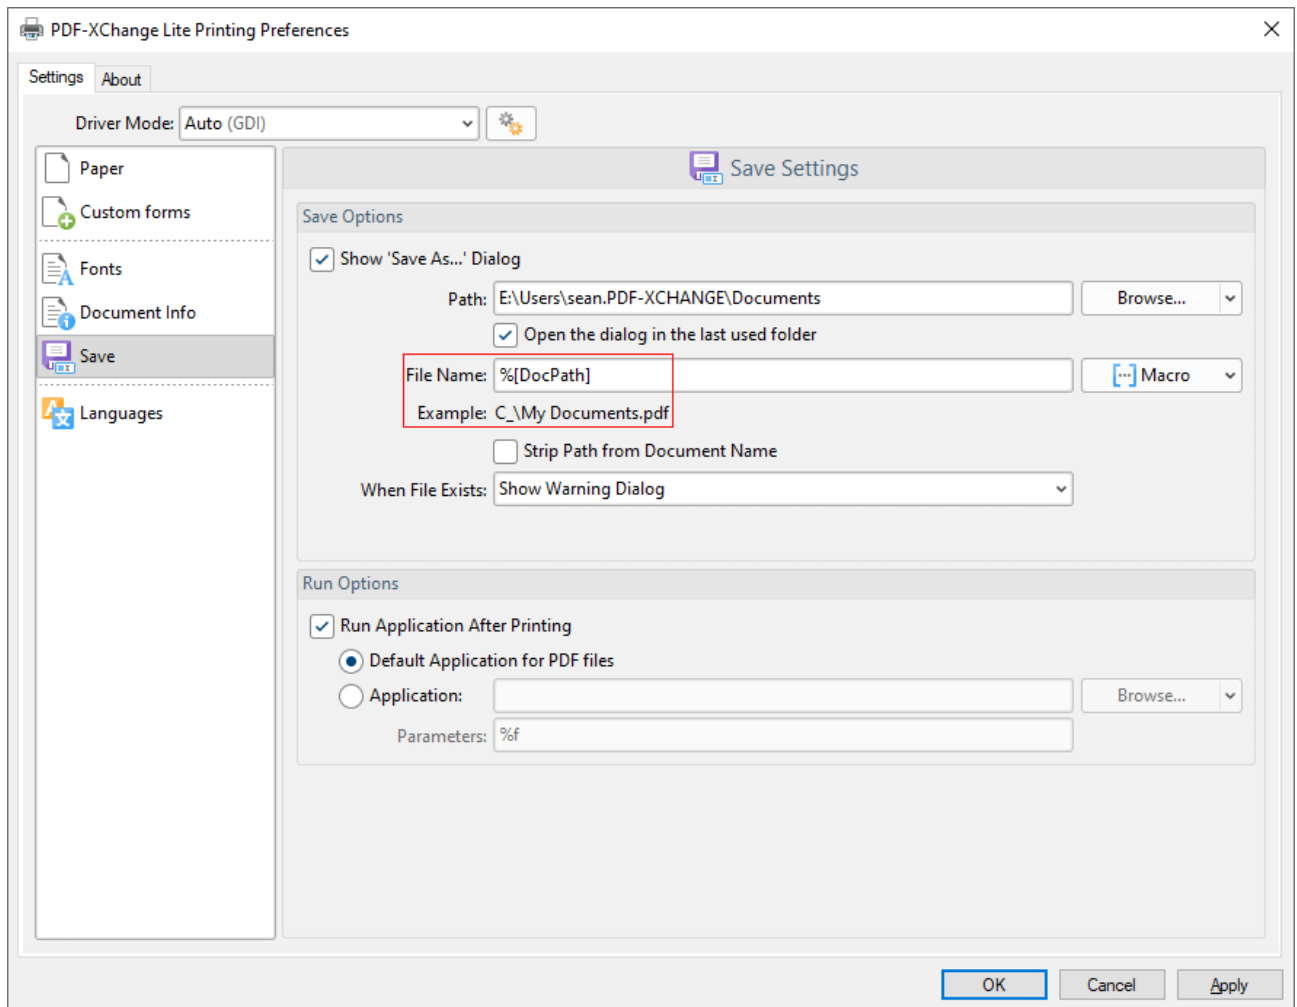 PDF-XChange Lite Printing Preferences
Settings About
Driver Mode: Auto (GDI)
Paper
Custom forms
Fonts
Document Info
Save
Languages
Save Settings
Save Options
Show 'Save As...' Dialog
Path: E:\Users\sean.PDF-XCHANGE\Documents Browse...
Open the dialog in the last used folder
File Name: %[DocPath] Macro
Example: C_\My Documents.pdf
Strip Path from Document Name
When File Exists: Show Warning Dialog
Run Options
Run Application After Printing
Default Application for PDF files
Application: Browse...
Parameters: %f
OK Cancel Apply